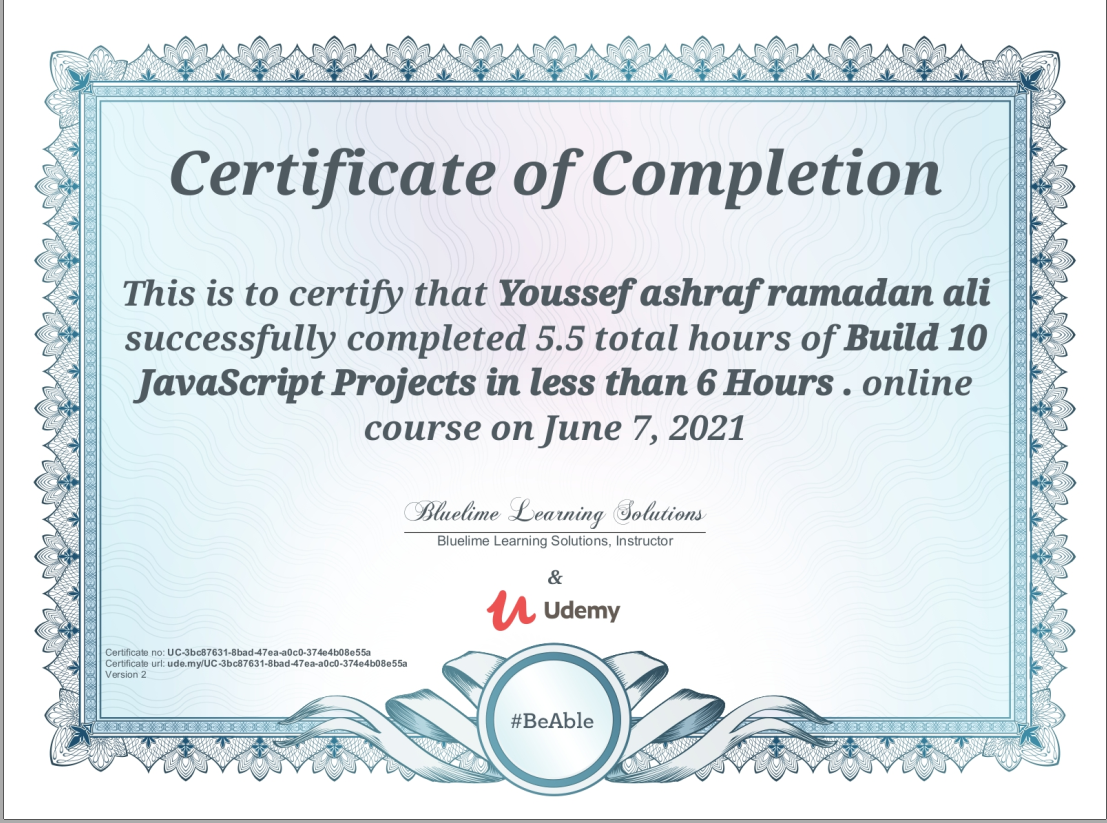 Certificate of Completion
This is to certify that Youssef ashraf ramadan ali
successfully completed 5.5 total hours of Build 10
JavaScript Projects in less than 6 Hours . online
course on June 7, 2021
Bluelime Learning Solutions
Bluelime Learning Solutions, Instructor
&
Udemy
Certificate no: UC-3bc87631-8bad-47ea-a0c0-374e4b08e55a
Certificate url: ude.my/UC-3bc87631-8bad-47ea-a0c0-374e4b08e55a
Version 2
#BeAble